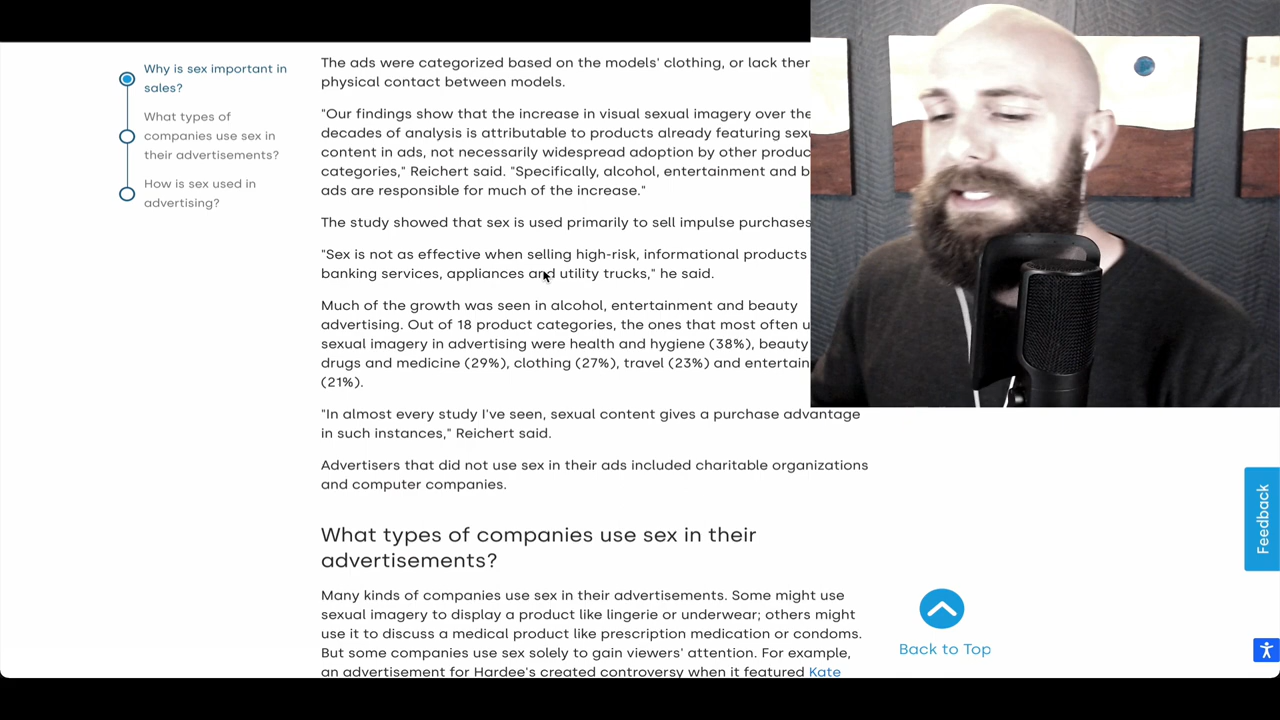 Why is sex important in
sales?
What types of
companies use sex in
their advertisements?
How is sex used in
advertising?
The ads were categorized based on the models' clothing, or lack
physical contact between models.
"Our findings show that the increase in visual sexual imagery over the
decades of analysis is attributable to products already featuring
content in ads, not necessarily widespread adoption by other
categories," Reichert said. "Specifically, alcohol, entertainment and
ads are responsible for much of the increase."
The study showed that sex is used primarily to sell impulse purchases
"Sex is not as effective when selling high-risk, informational products
banking services, appliances and utility trucks," he said.
Much of the growth was seen in alcohol, entertainment and beauty
advertising. Out of 18 product categories, the ones that most often
sexual imagery in advertising were health and hygiene (38%), beauty
drugs and medicine (29%), clothing (27%), travel (23%) and
(21%).
"In almost every study I've seen, sexual content gives a purchase advantage
in such instances," Reichert said.
Advertisers that did not use sex in their ads included charitable organizations
and computer companies.
What types of companies use sex in their
advertisements?
Many kinds of companies use sex in their advertisements. Some might use
sexual imagery to display a product like lingerie or underwear; others might
use it to discuss a medical product like prescription medication or condoms.
But some companies use sex solely to gain viewers' attention. For example,
an advertisement for Hardee's created controversy when it featured Kate
Back to Top
Feedback